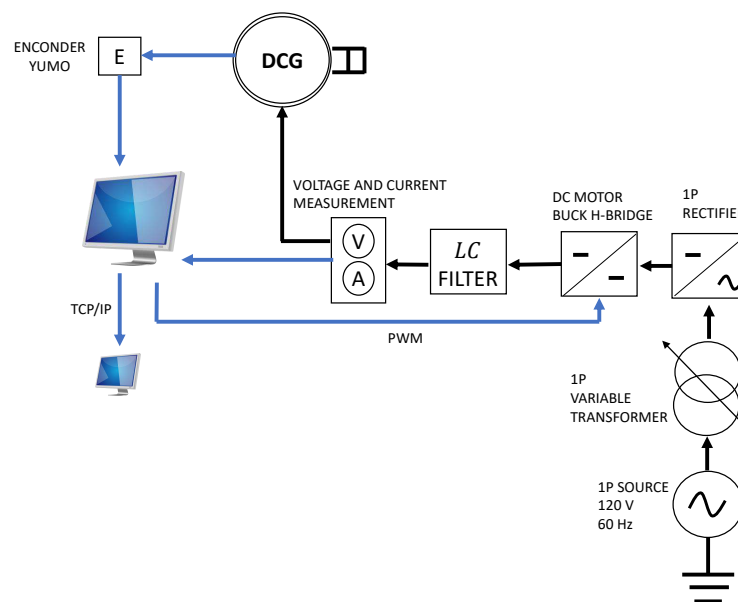 ENCONDER
YUMO
E
DCG
VOLTAGE AND CURRENT
MEASUREMENT
V
A
LC
FILTER
DC MOTOR
BUCK H-BRIDGE
1P
RECTIFIE
TCP/IP
PWM
1P
VARIABLE
TRANSFORMER
1P SOURCE
120 V
60 Hz